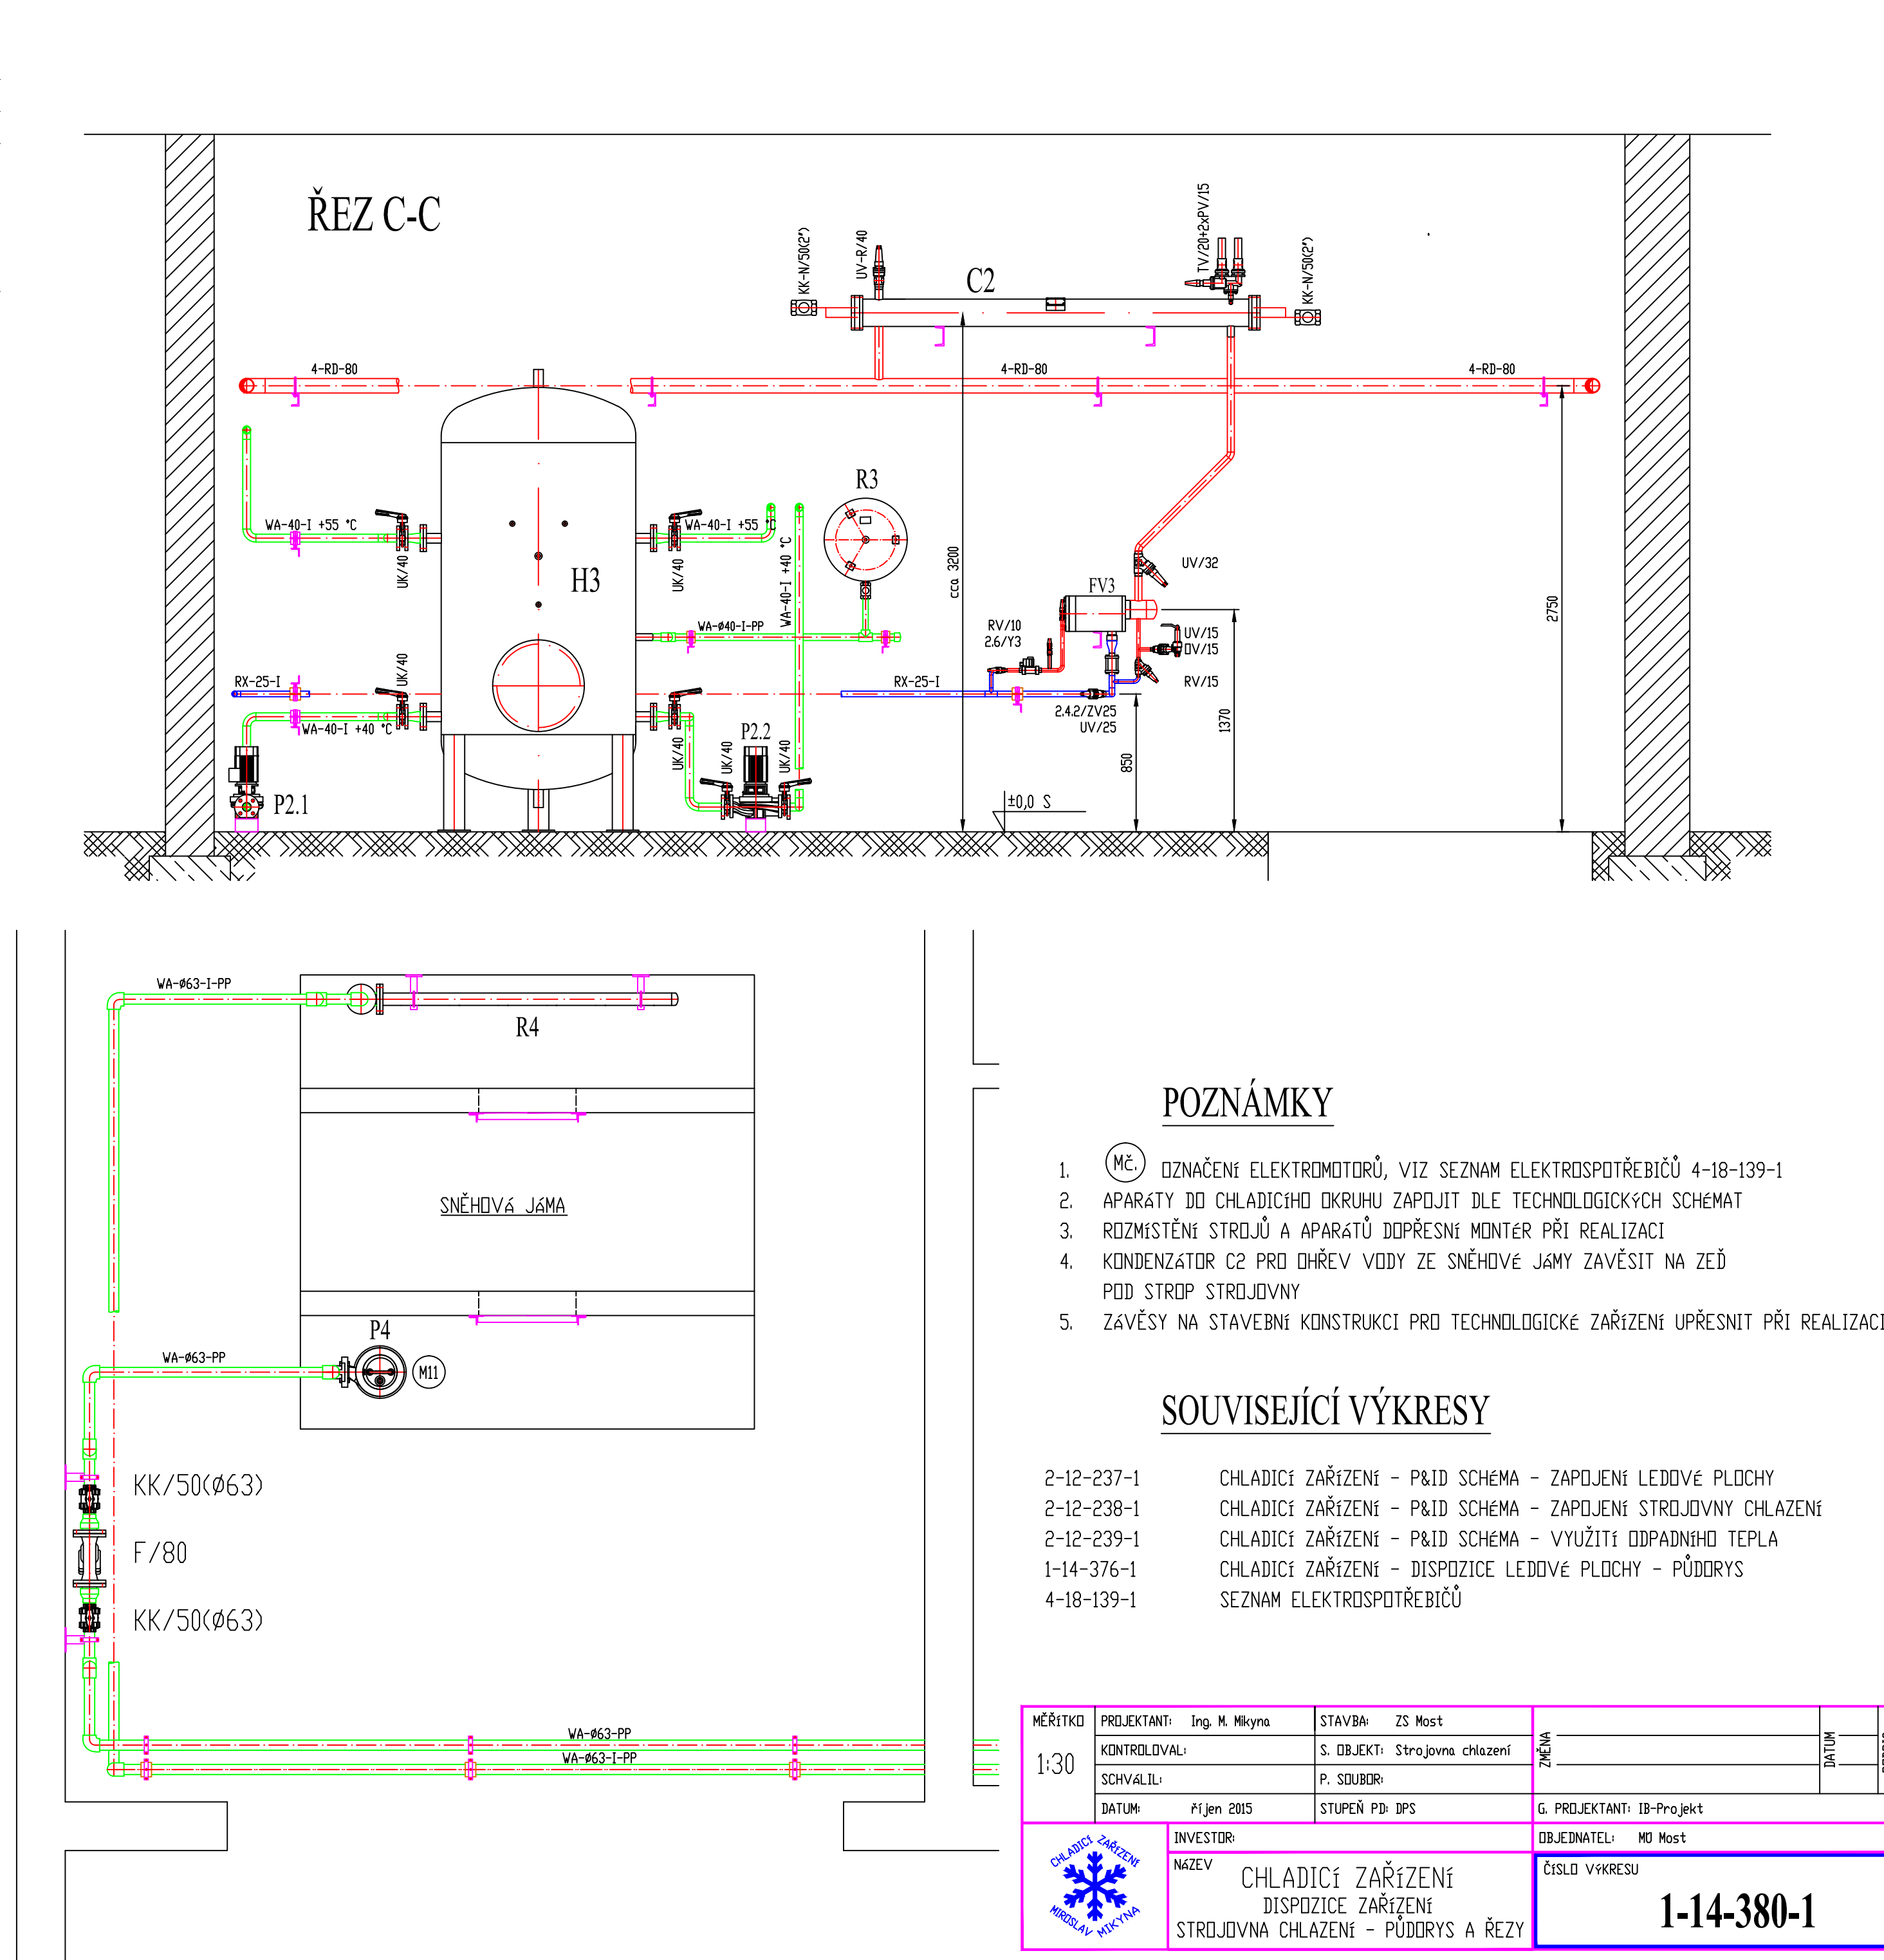 ŘEZ C-C
KK-N/50(2")
UV-R/40
C2
TV/20+2xPV/15
KK-N/50(2")
4-RD-80
4-RD-80
4-RD-80
R3
WA-40-I +55 °C
WA-40-I +55 °C
UK/40
UK/40
H3
WA-40-I +40 °C
cca 3200
UV/32
FV3
2750
WA-ø40-I-PP
RV/10
2.6/Y3
UV/15
OV/15
UK/40
UK/40
RX-25-I
RX-25-I
RV/15
2.4.2/ZV25
UV/25
1370
WA-40-I +40 °C
P2.2
UK/40
UK/40
UK/40
850
P2.1
±0,0 S
WA-ø63-I-PP
R4
SNĚHOVÁ JÁMA
P4
M11
WA-ø63-PP
KK/50(ø63)
F/80
KK/50(ø63)
WA-ø63-PP
WA-ø63-I-PP
POZNÁMKY
1. Mč. OZNAČENÍ ELEKTROMOTORŮ, VIZ SEZNAM ELEKTROSPOTŘEBIČŮ 4-18-139-1
2. APARÁTY DO CHLADICÍHO OKRUHU ZAPOJIT DLE TECHNOLOGICKÝCH SCHÉMAT
3. ROZMÍSTĚNÍ STROJŮ A APARÁTŮ DOPŘESNÍ MONTÉR PŘI REALIZACI
4. KONDENZÁTOR C2 PRO OHŘEV VODY ZE SNĚHOVÉ JÁMY ZAVĚSIT NA ZEĎ
POD STROP STROJOVNY
5. ZÁVĚSY NA STAVEBNÍ KONSTRUKCI PRO TECHNOLOGICKÉ ZAŘÍZENÍ UPŘESNIT PŘI REALIZACI
SOUVISEJÍCÍ VÝKRESY
2-12-237-1 CHLADICÍ ZAŘÍZENÍ - P&ID SCHÉMA - ZAPOJENÍ LEDOVÉ PLOCHY
2-12-238-1 CHLADICÍ ZAŘÍZENÍ - P&ID SCHÉMA - ZAPOJENÍ STROJOVNY CHLAZENÍ
2-12-239-1 CHLADICÍ ZAŘÍZENÍ - P&ID SCHÉMA - VYUŽITÍ ODPADNÍHO TEPLA
1-14-376-1 CHLADICÍ ZAŘÍZENÍ - DISPOZICE LEDOVÉ PLOCHY - PŮDORYS
4-18-139-1 SEZNAM ELEKTROSPOTŘEBIČŮ
MĚŘÍTKO
1:30
PROJEKTANT: Ing. M. Mikyna
STAVBA: ZS Most
KONTROLOVAL:
S. OBJEKT: Strojovna chlazení
SCHVÁLIL:
P. SOUBOR:
DATUM: říjen 2015
STUPEŇ PD: DPS
ZMĚNA
DATUM
G. PROJEKTANT: IB-Projekt
INVESTOR:
OBJEDNATEL: MÚ Most
CHLADICÍ ZAŘÍZENÍ
MIROSLAV MIKYNA
NÁZEV
CHLADICÍ ZAŘÍZENÍ
DISPOZICE ZAŘÍZENÍ
STROJOVNA CHLAZENÍ - PŮDORYS A ŘEZY
ČÍSLO VÝKRESU
1-14-380-1